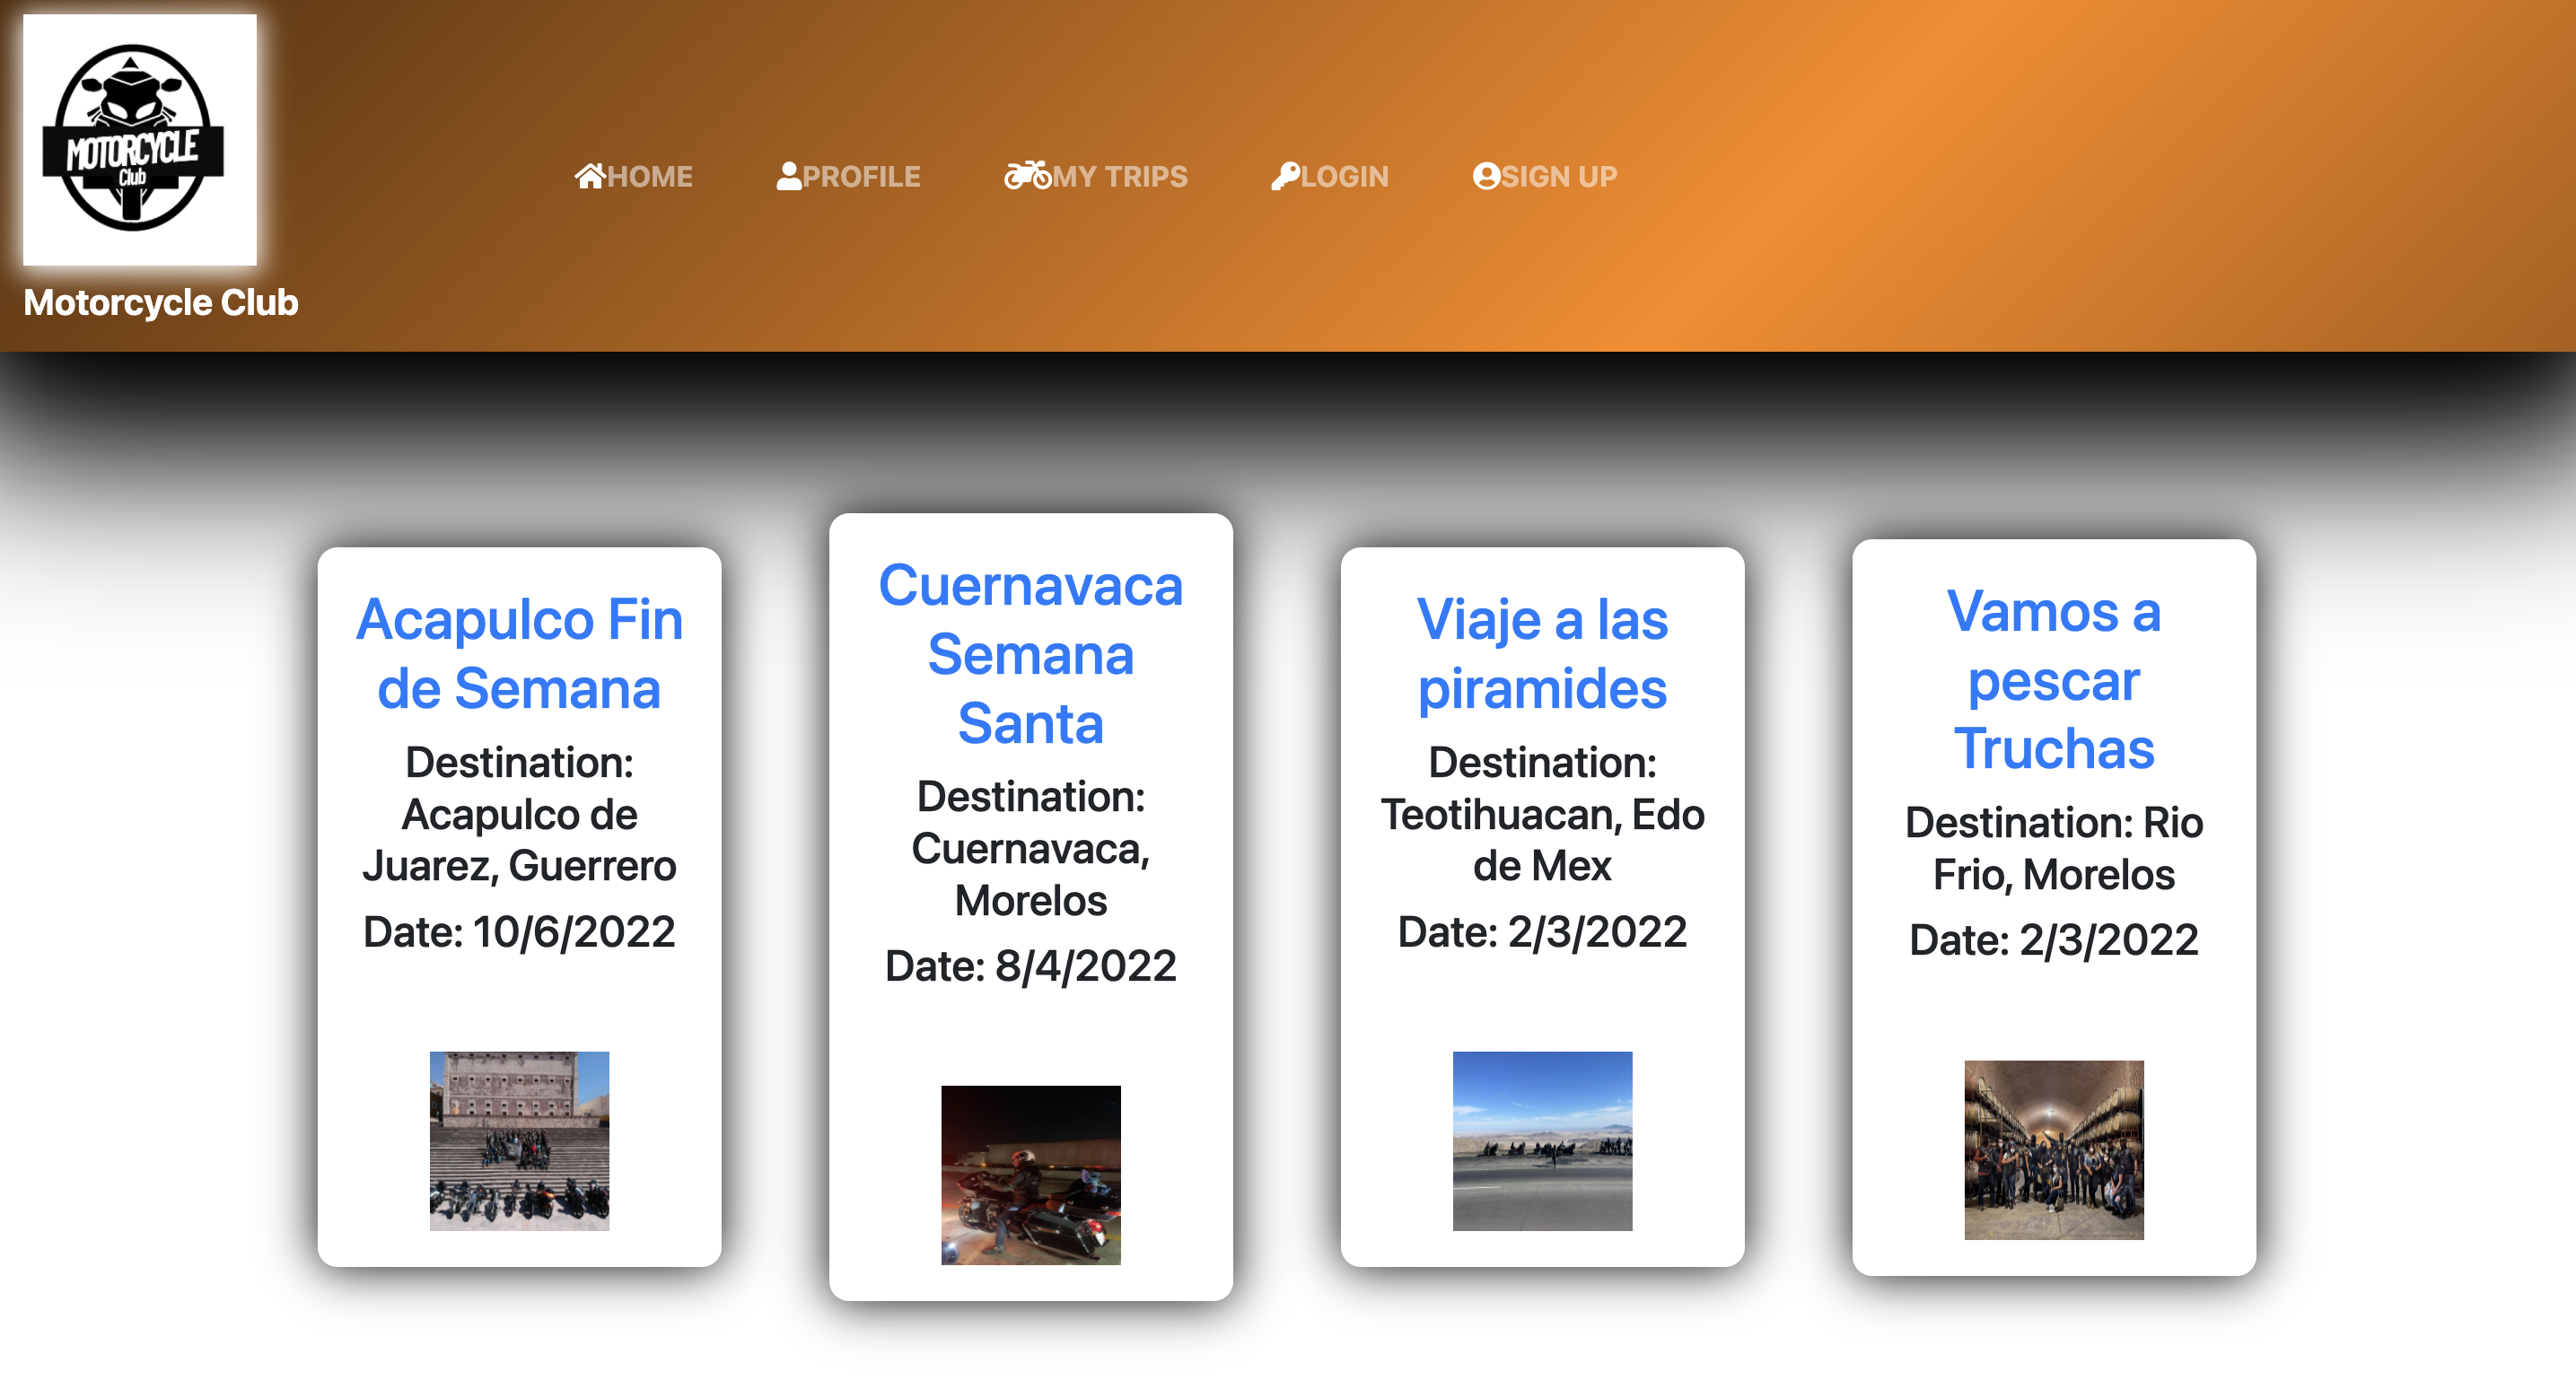 MOTORCYCLE
Club
Motorcycle Club
HOME
PROFILE
MY TRIPS
LOGIN
SIGN UP
Acapulco Fin
de Semana
Destination:
Acapulco de
Juarez, Guerrero
Date: 10/6/2022
Cuernavaca
Semana
Santa
Destination:
Cuernavaca,
Morelos
Date: 8/4/2022
Viaje a las
piramides
Destination:
Teotihuacan, Edo
de Mex
Date: 2/3/2022
Vamos a
pescar
Truchas
Destination: Rio
Frio, Morelos
Date: 2/3/2022